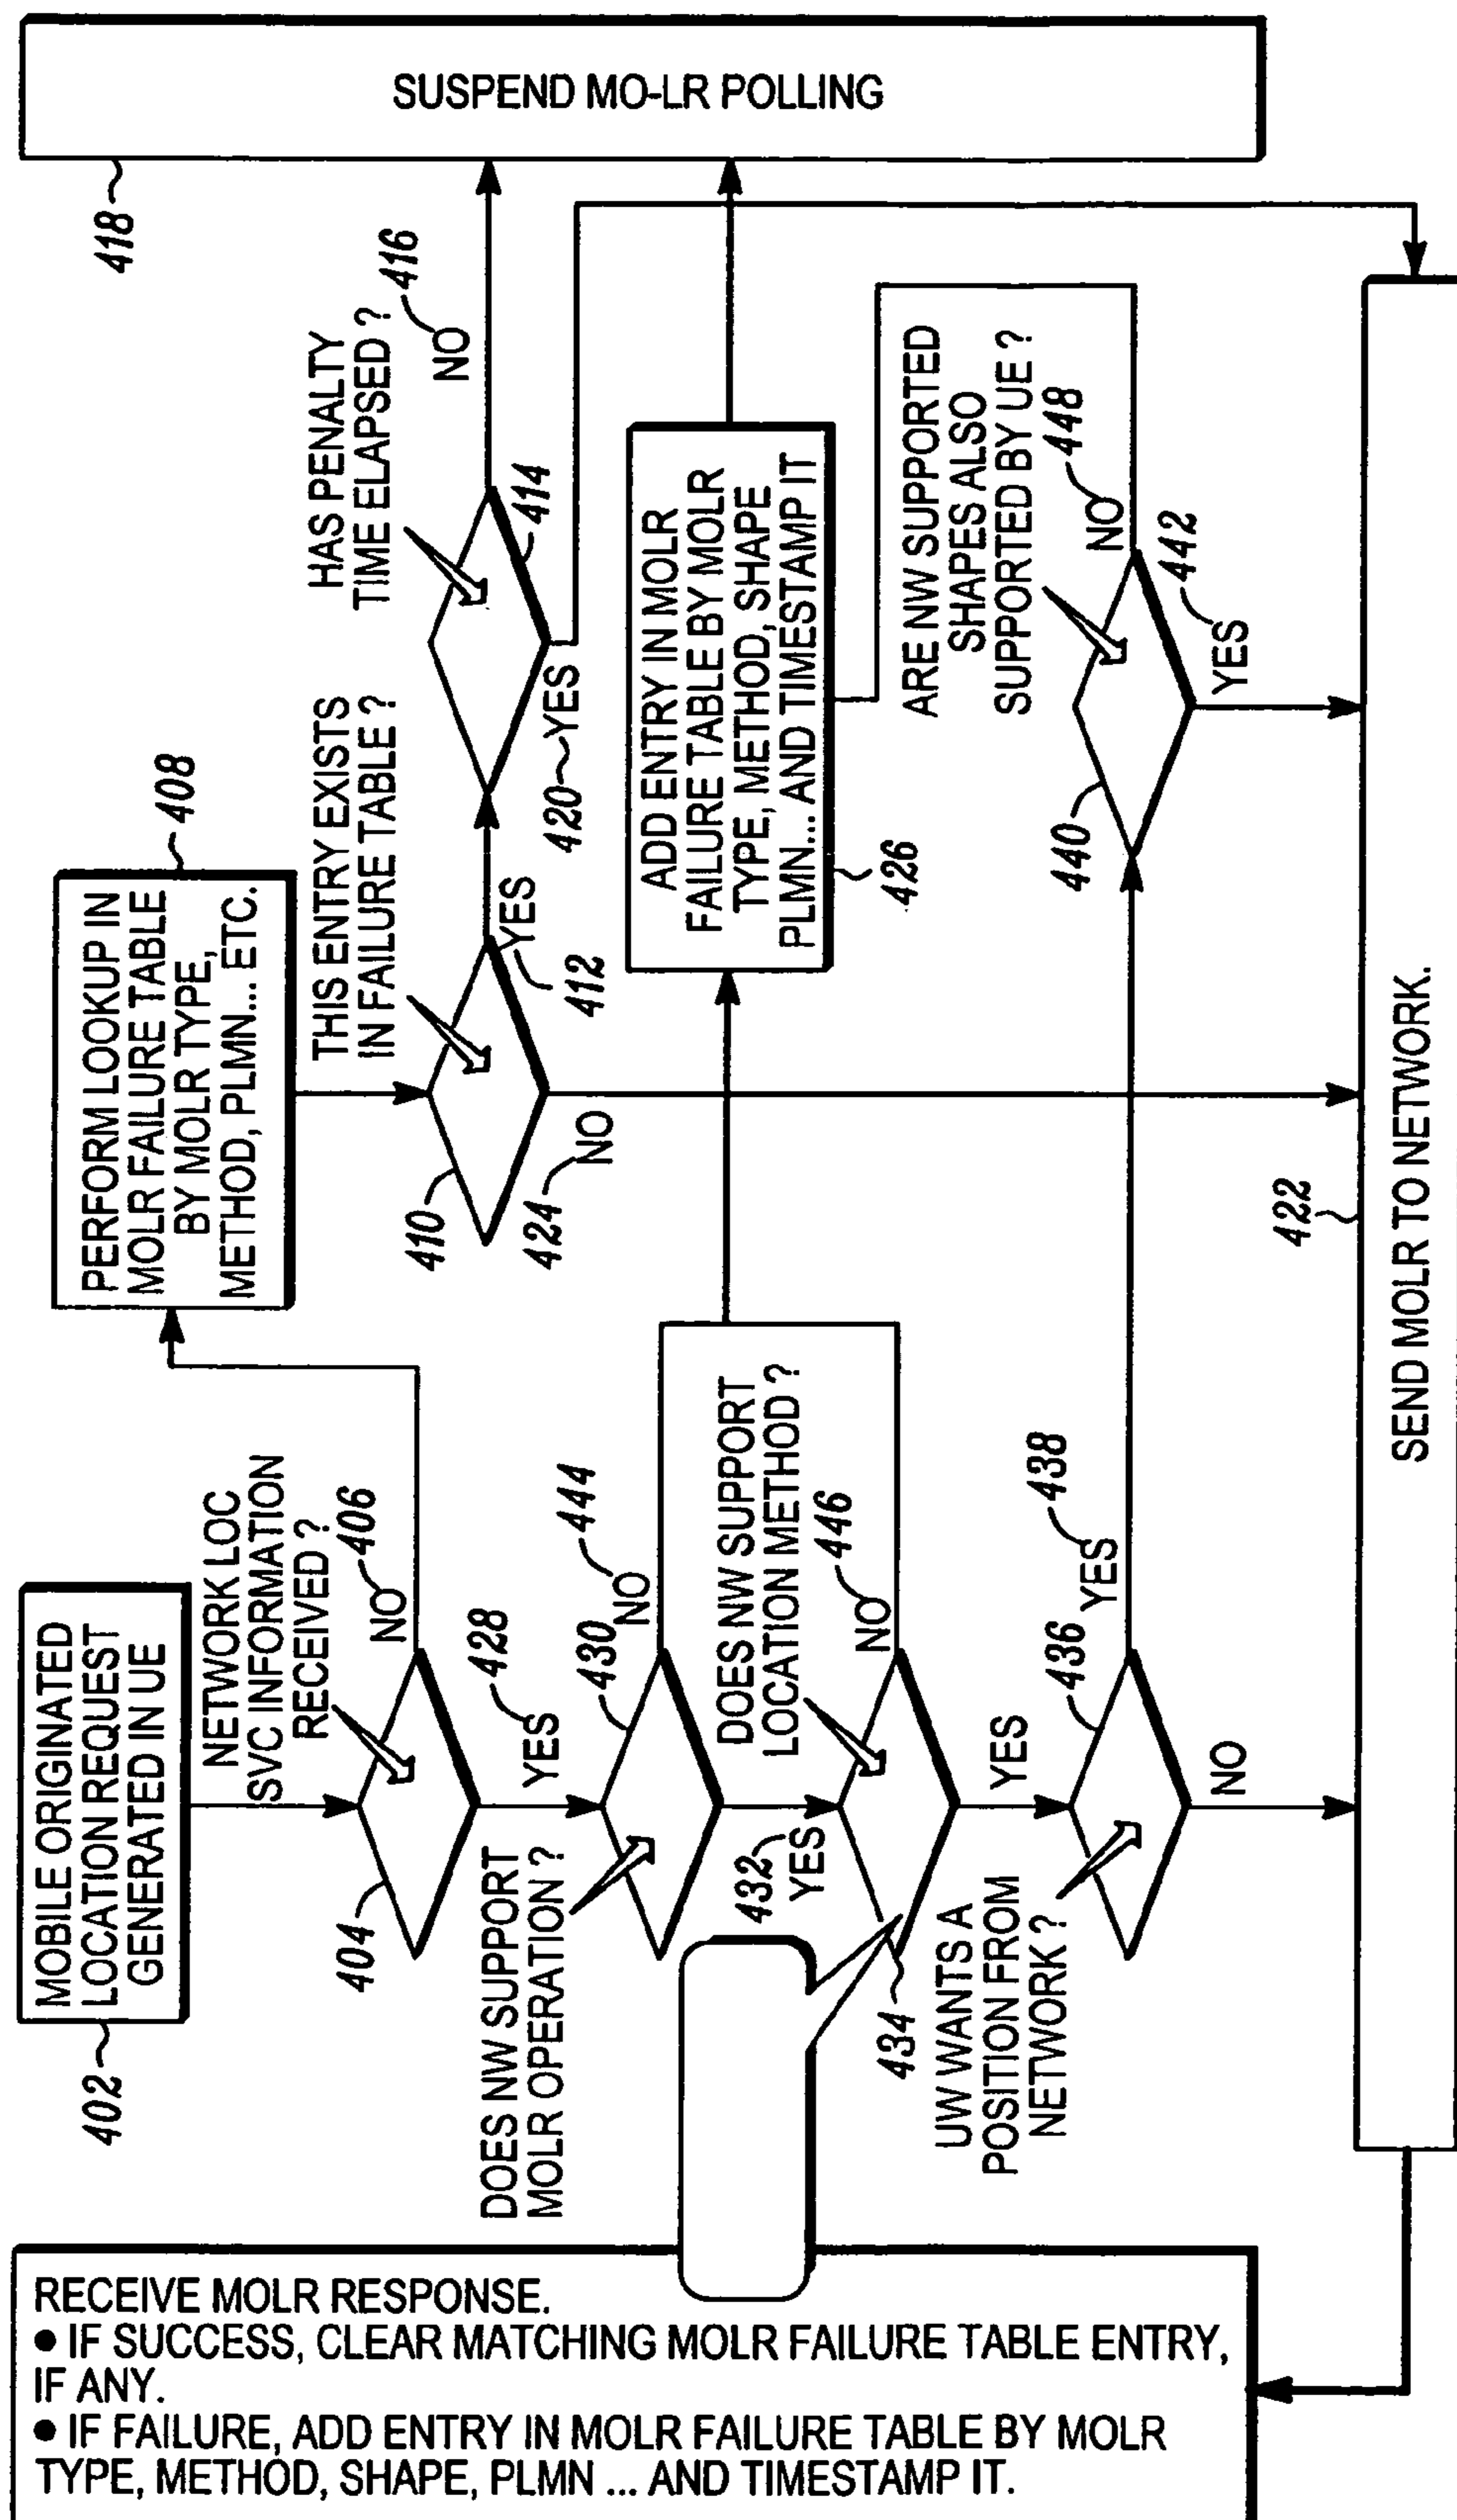 MOBILE ORIGINATED
LOCATION REQUEST
GENERATED IN UE
402
NETWORK LOC
SVC INFORMATION
RECEIVED ?
404
406
NO
PERFORM LOOKUP IN
MOLR FAILURE TABLE
BY MOLR TYPE,
METHOD, PLMN... ETC.
408
THIS ENTRY EXISTS
IN FAILURE TABLE ?
410
YES
412
HAS PENALTY
TIME ELAPSED ?
414
NO
416
SUSPEND MO-LR POLLING
418
420
YES
424
NO
428
YES
DOES NW SUPPORT
MOLR OPERATION ?
430
NO
444
ADD ENTRY IN MOLR
FAILURE TABLE BY MOLR
TYPE, METHOD, SHAPE
PLMN... AND TIMESTAMP IT
426
432
YES
DOES NW SUPPORT
LOCATION METHOD ?
434
NO
446
YES
UW WANTS A
POSITION FROM
NETWORK ?
436
YES
438
NO
ARE NW SUPPORTED
SHAPES ALSO
SUPPORTED BY UE ?
440
NO
448
YES
442
422
SEND MOLR TO NETWORK.
RECEIVE MOLR RESPONSE.
● IF SUCCESS, CLEAR MATCHING MOLR FAILURE TABLE ENTRY,
IF ANY.
● IF FAILURE, ADD ENTRY IN MOLR FAILURE TABLE BY MOLR
TYPE, METHOD, SHAPE, PLMN ... AND TIMESTAMP IT.